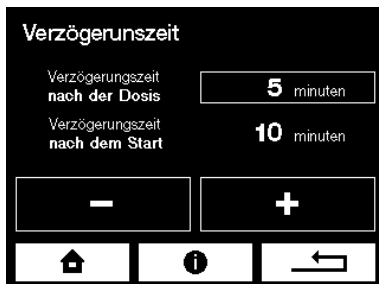 Verzögerunszeit
Verzögerungszeit
nach der Dosis
5 minuten
Verzögerungszeit
nach dem Start
10 minuten
− +